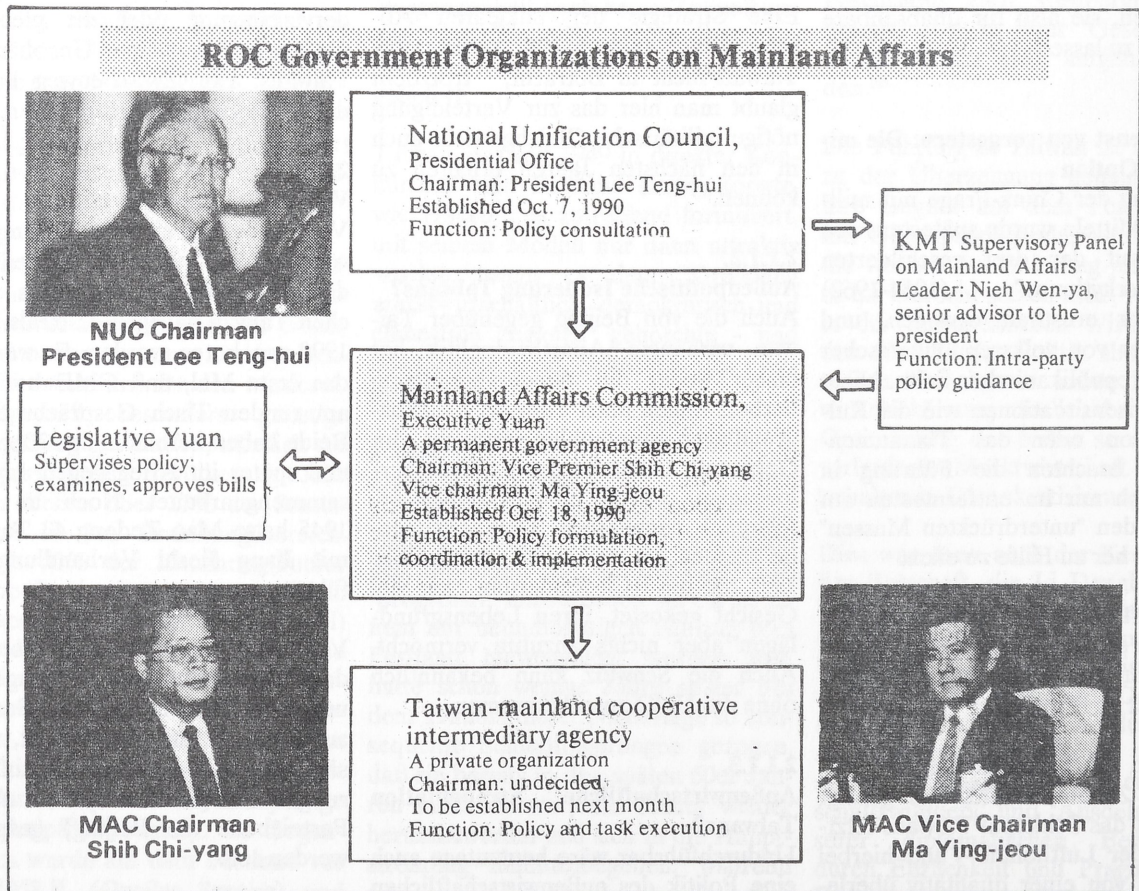 ROC Government Organizations on Mainland Affairs
National Unification Council,
Presidential Office
Chairman: President Lee Teng-hui
Established Oct. 7, 1990
Function: Policy consultation
NUC Chairman
President Lee Teng-hui
KMT Supervisory Panel
on Mainland Affairs
Leader: Nieh Wen-ya,
senior advisor to the
president
Function: Intra-party
policy guidance
Legislative Yuan
Supervises policy;
examines, approves bills
Mainland Affairs Commission,
Executive Yuan
A permanent government agency
Chairman: Vice Premier Shih Chi-yang
Vice chairman: Ma Ying-jeou
Established Oct. 18, 1990
Function: Policy formulation,
coordination & implementation
Taiwan-mainland cooperative
intermediary agency
A private organization
Chairman: undecided
To be established next month
Function: Policy and task execution
MAC Chairman
Shih Chi-yang
MAC Vice Chairman
Ma Ying-jeou